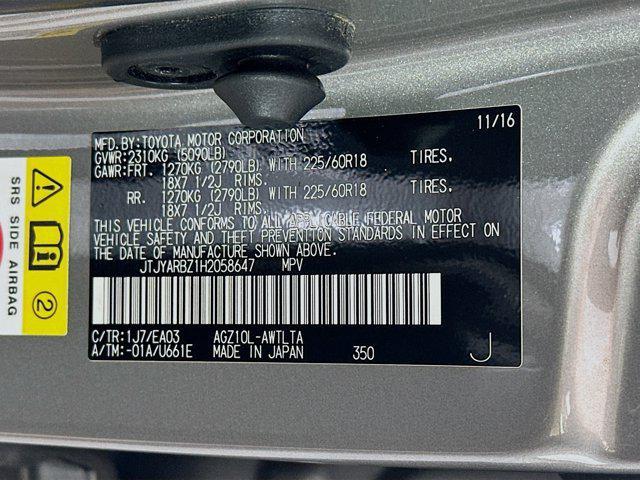 11/16
MFD.BY:TOYOTA MOTOR CORPORATION
GVWR:2310KG (5090LB)
GAWR:FRT. 1270KG (2790LB) WITH 225/60R18 TIRES,
18X7 1/2J RIMS
RR. 1270KG (2790LB) WITH 225/60R18 TIRES,
18X7 1/2J RIMS
THIS VEHICLE CONFORMS TO ALL APPLICABLE FEDERAL MOTOR
VEHICLE SAFETY AND THEFT PREVENTION STANDARDS IN EFFECT ON
THE DATE OF MANUFACTURE SHOWN ABOVE.
JTJYARBZ1H2058647 MPV
C/TR:1J7/EA03 AGZ10L-AWTLTA
A/TM:-01A/U661E MADE IN JAPAN 350 J
SRS SIDE AIRBAG
2